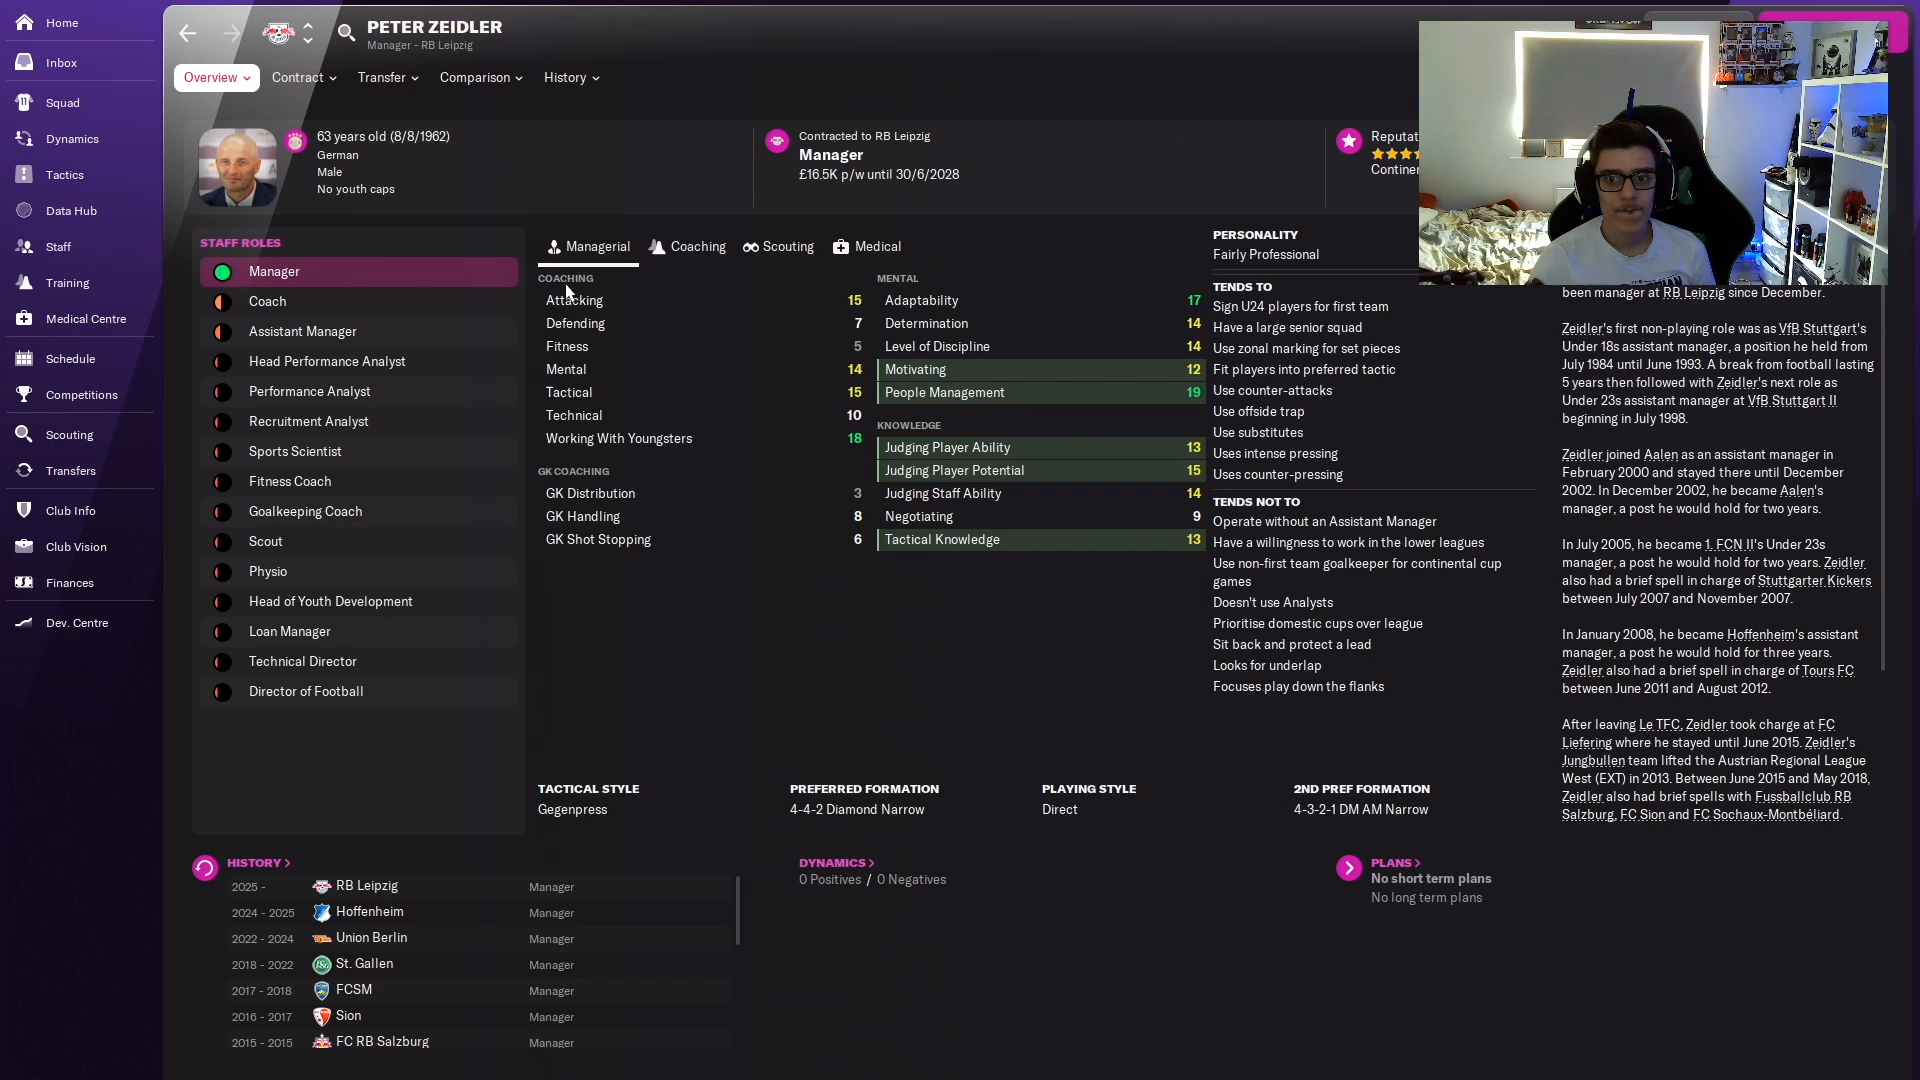 Home
Inbox
Squad
Dynamics
Tactics
Data Hub
Staff
Training
Medical Centre
Schedule
Competitions
Scouting
Transfers
Club Info
Club Vision
Finances
Dev. Centre
PETER ZEIDLER
Manager - RB Leipzig
Overview
Contract
Transfer
Comparison
History
63 years old (8/8/1962)
German
Male
No youth caps
Contracted to RB Leipzig
Manager
£16.5K p/w until 30/6/2028
Reputat
Continer
STAFF ROLES
Manager
Coach
Assistant Manager
Head Performance Analyst
Performance Analyst
Recruitment Analyst
Sports Scientist
Fitness Coach
Goalkeeping Coach
Scout
Physio
Head of Youth Development
Loan Manager
Technical Director
Director of Football
Managerial
Coaching
Scouting
Medical
COACHING
Attacking 15
Defending 7
Fitness 5
Mental 14
Tactical 15
Technical 10
Working With Youngsters 18
GK COACHING
GK Distribution 3
GK Handling 8
GK Shot Stopping 6
MENTAL
Adaptability 17
Determination 14
Level of Discipline 14
Motivating 12
People Management 19
KNOWLEDGE
Judging Player Ability 13
Judging Player Potential 15
Judging Staff Ability 14
Negotiating 9
Tactical Knowledge 13
PERSONALITY
Fairly Professional
TENDS TO
Sign U24 players for first team
Have a large senior squad
Use zonal marking for set pieces
Fit players into preferred tactic
Use counter-attacks
Use offside trap
Use substitutes
Uses intense pressing
Uses counter-pressing
TENDS NOT TO
Operate without an Assistant Manager
Have a willingness to work in the lower leagues
Use non-first team goalkeeper for continental cup
games
Doesn't use Analysts
Prioritise domestic cups over league
Sit back and protect a lead
Looks for underlap
Focuses play down the flanks
been manager at RB Leipzig since December.
Zeidler's first non-playing role was as VfB Stuttgart's
Under 18s assistant manager, a position he held from
July 1984 until June 1993. A break from football lasting
5 years then followed with Zeidler's next role as
Under 23s assistant manager at VfB Stuttgart II
beginning in July 1998.
Zeidler joined Aalen as an assistant manager in
February 2000 and stayed there until December
2002. In December 2002, he became Aalen's
manager, a post he would hold for two years.
In July 2005, he became 1. FCN II's Under 23s
manager, a post he would hold for two years. Zeidler
also had a brief spell in charge of Stuttgarter Kickers
between July 2007 and November 2007.
In January 2008, he became Hoffenheim's assistant
manager, a post he would hold for three years.
Zeidler also had a brief spell in charge of Tours FC
between June 2011 and August 2012.
After leaving Le TFC, Zeidler took charge at FC
Liefering where he stayed until June 2015. Zeidler's
Jungbullen team lifted the Austrian Regional League
West (EXT) in 2013. Between June 2015 and May 2018,
Zeidler also had brief spells with Fussballclub RB
Salzburg, FC Sion and FC Sochaux-Montbéliard.
TACTICAL STYLE
Gegenpress
PREFERRED FORMATION
4-4-2 Diamond Narrow
PLAYING STYLE
Direct
2ND PREF FORMATION
4-3-2-1 DM AM Narrow
HISTORY >
2025 - RB Leipzig Manager
2024 - 2025 Hoffenheim Manager
2022 - 2024 Union Berlin Manager
2018 - 2022 St. Gallen Manager
2017 - 2018 FCSM Manager
2016 - 2017 Sion Manager
2015 - 2015 FC RB Salzburg Manager
DYNAMICS >
0 Positives / 0 Negatives
PLANS >
No short term plans
No long term plans